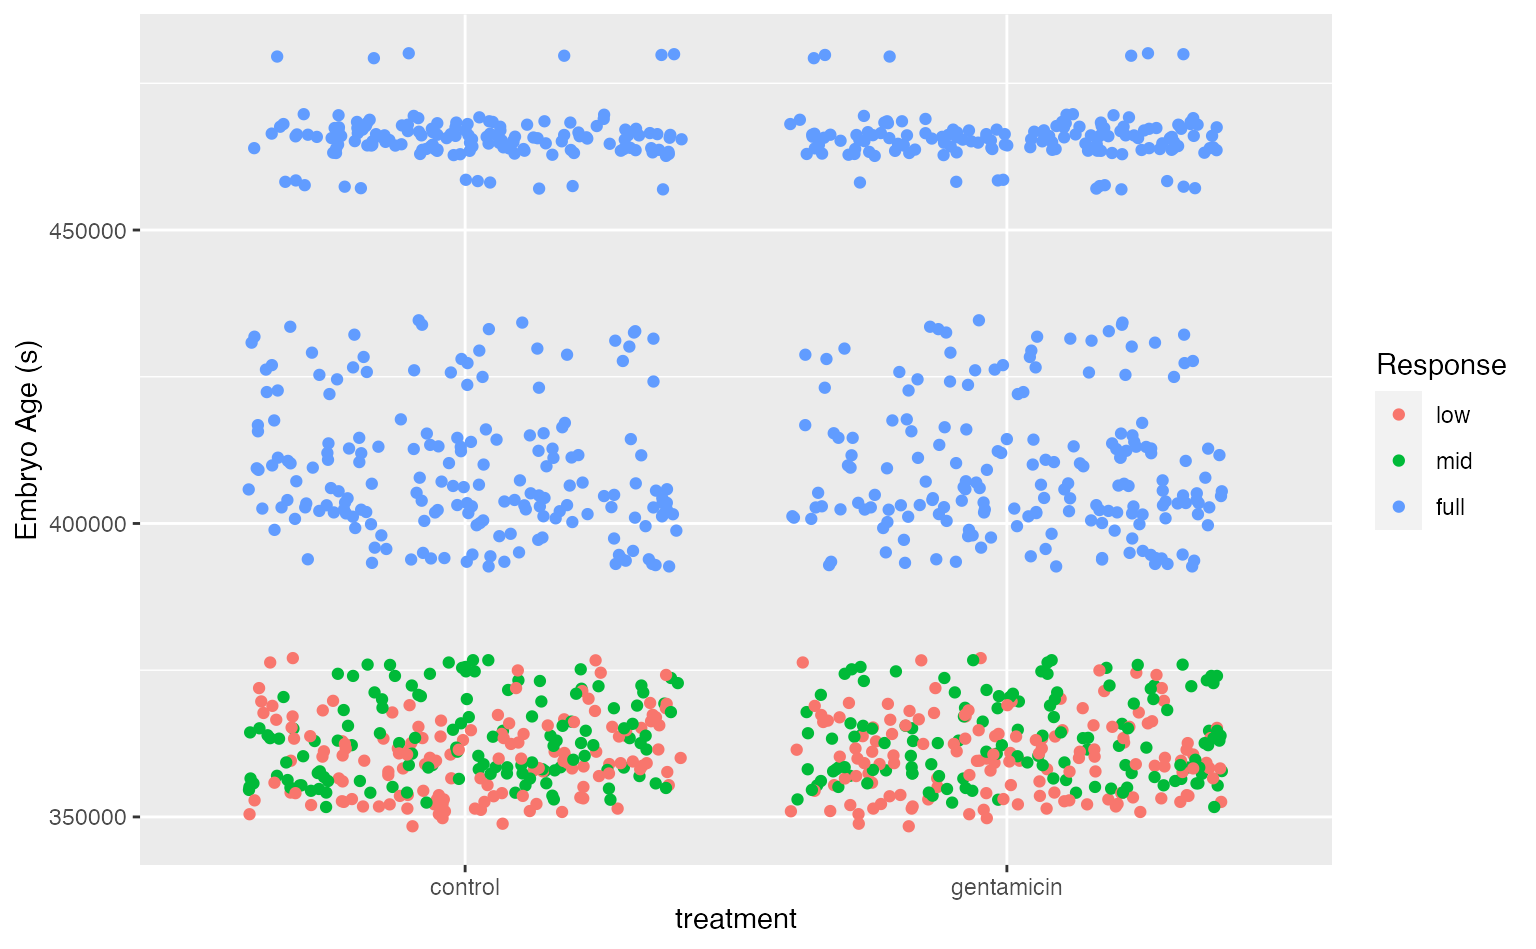 Embryo Age (s)
450000
400000
350000
control
gentamicin
treatment
Response
low
mid
full